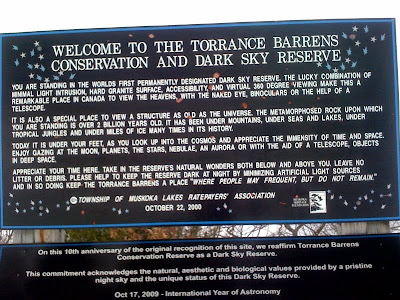 WELCOME TO THE TORRANCE BARRENS
CONSERVATION AND DARK SKY RESERVE
YOU ARE STANDING IN THE WORLDS FIRST PERMANENTLY DESIGNATED DARK SKY RESERVE. THE LUCKY COMBINATION OF
MINIMAL LIGHT INTRUSION, HARD GRANITE SURFACE, ACCESSIBILITY, AND VIRTUAL 360 DEGREE VIEWING MAKE THIS A
REMARKABLE PLACE IN CANADA TO VIEW THE HEAVENS, WITH THE NAKED EYE, BINOCULARS OR THE HELP OF A
TELESCOPE.
IT IS ALSO A SPECIAL PLACE TO VIEW A STRUCTURE AS OLD AS THE UNIVERSE. THE METAMORPHOSED ROCK UPON WHICH
YOU ARE STANDING IS OVER 2 BILLION YEARS OLD. IT HAS BEEN UNDER MOUNTAINS, UNDER SEAS AND LAKES, UNDER
TROPICAL JUNGLES AND UNDER MILES OF ICE MANY TIMES IN ITS HISTORY.
TODAY IT IS UNDER YOUR FEET, AS YOU LOOK UP INTO THE COSMOS AND APPRECIATE THE IMMENSITY OF TIME AND SPACE.
ENJOY GAZING AT THE MOON, PLANETS, THE STARS, NEBULAE, AN AURORA OR WITH THE AID OF A TELESCOPE, OBJECTS
IN DEEP SPACE.
APPRECIATE YOUR TIME HERE. TAKE IN THE RESERVE'S NATURAL WONDERS BOTH BELOW AND ABOVE YOU. LEAVE NO
LITTER OR DEBRIS. PLEASE HELP TO KEEP THE RESERVE DARK AT NIGHT BY MINIMIZING ARTIFICIAL LIGHT SOURCES
AND IN SO DOING KEEP THE TORRANCE BARRENS A PLACE "WHERE PEOPLE MAY FREQUENT, BUT DO NOT REMAIN."
TOWNSHIP OF MUSKOKA LAKES RATEPAYERS' ASSOCIATION
OCTOBER 22, 2000
On this 10th anniversary of the original recognition of this site, we reaffirm Torrance Barrens
Conservation Reserve as a Dark Sky Reserve.
This commitment acknowledges the natural, aesthetic and biological values provided by a pristine
night sky and the unique status of this Dark Sky Reserve.
Oct 17, 2009 - International Year of Astronomy